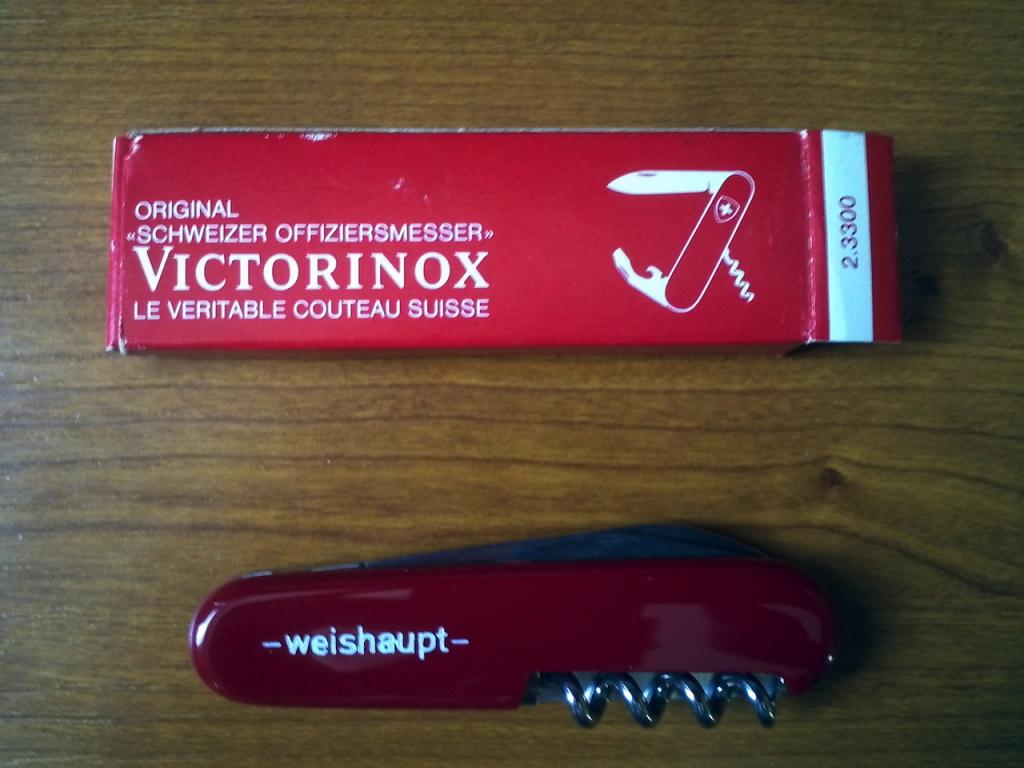 ORIGINAL
«SCHWEIZER OFFIZIERSMESSER»
VICTORINOX
LE VERITABLE COUTEAU SUISSE
2.3300
-weishaupt-